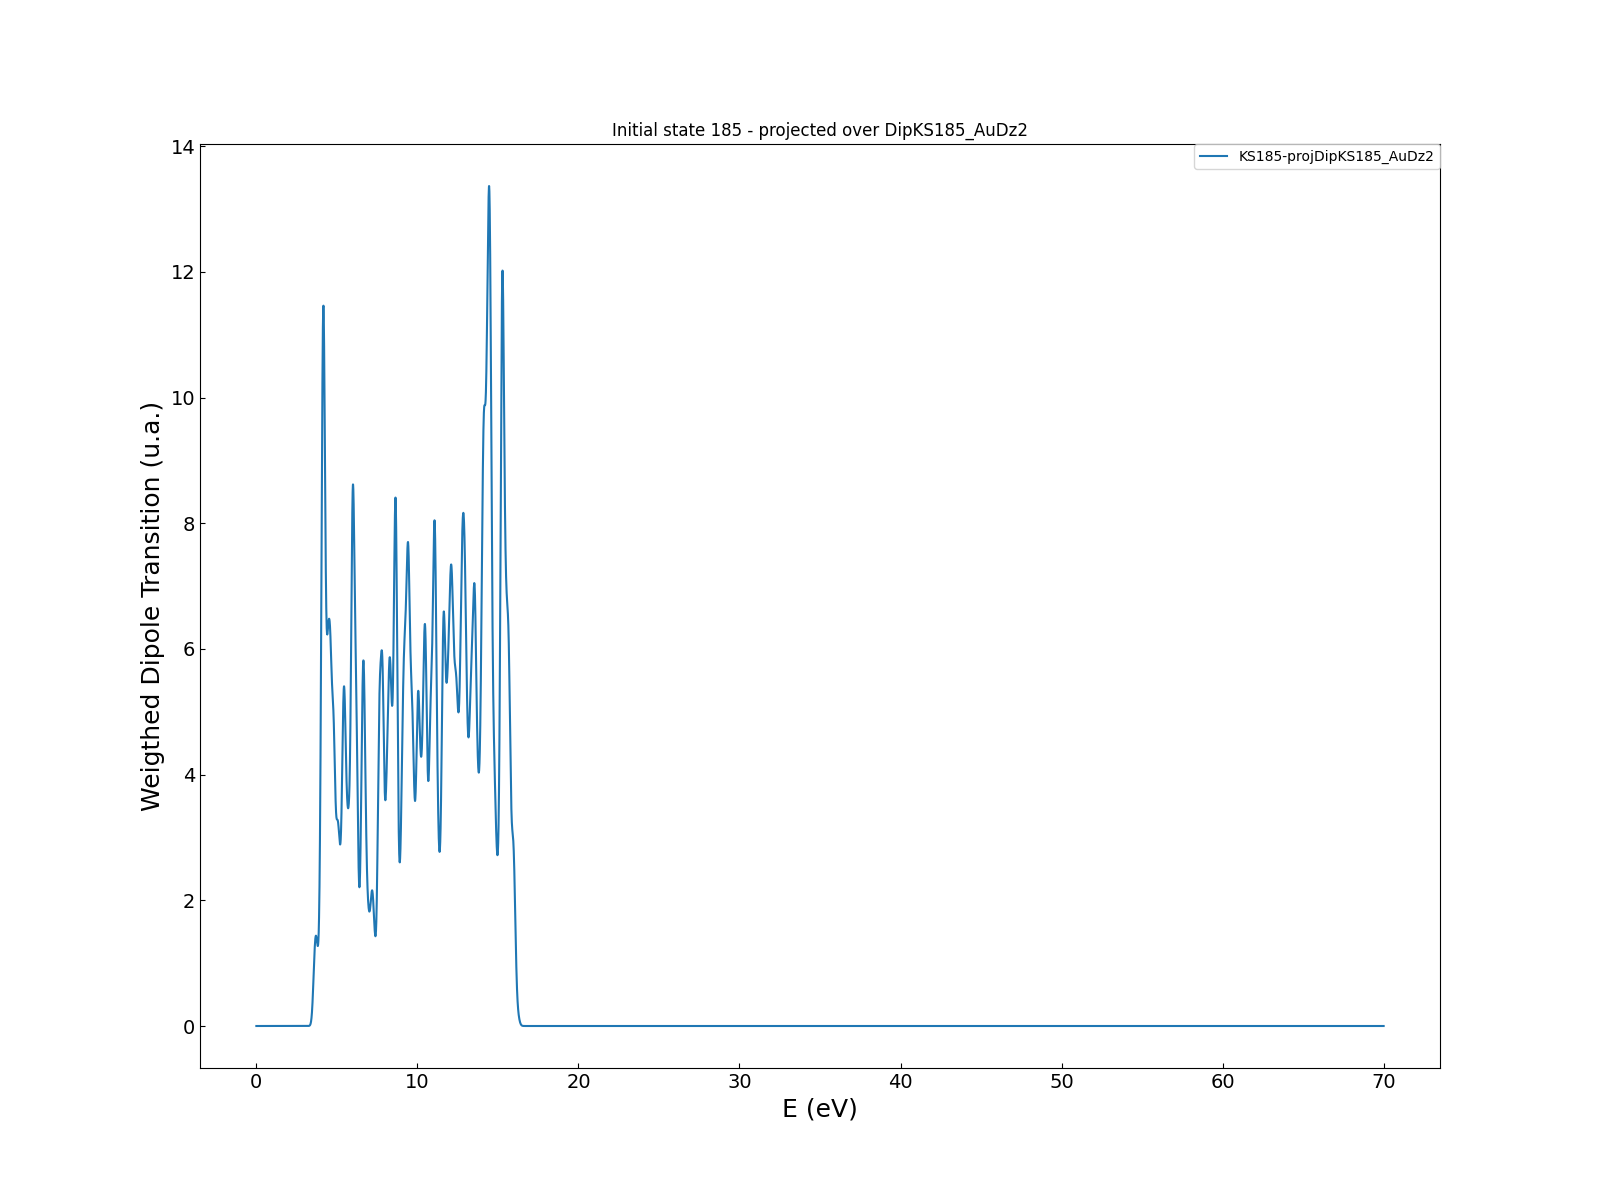 Initial state 185 - projected over DipKS185_AuDz2
KS185-projDipKS185_AuDz2
Weigthed Dipole Transition (u.a.)
14
12
10
8
6
4
2
0
0 10 20 30 40 50 60 70
E (eV)